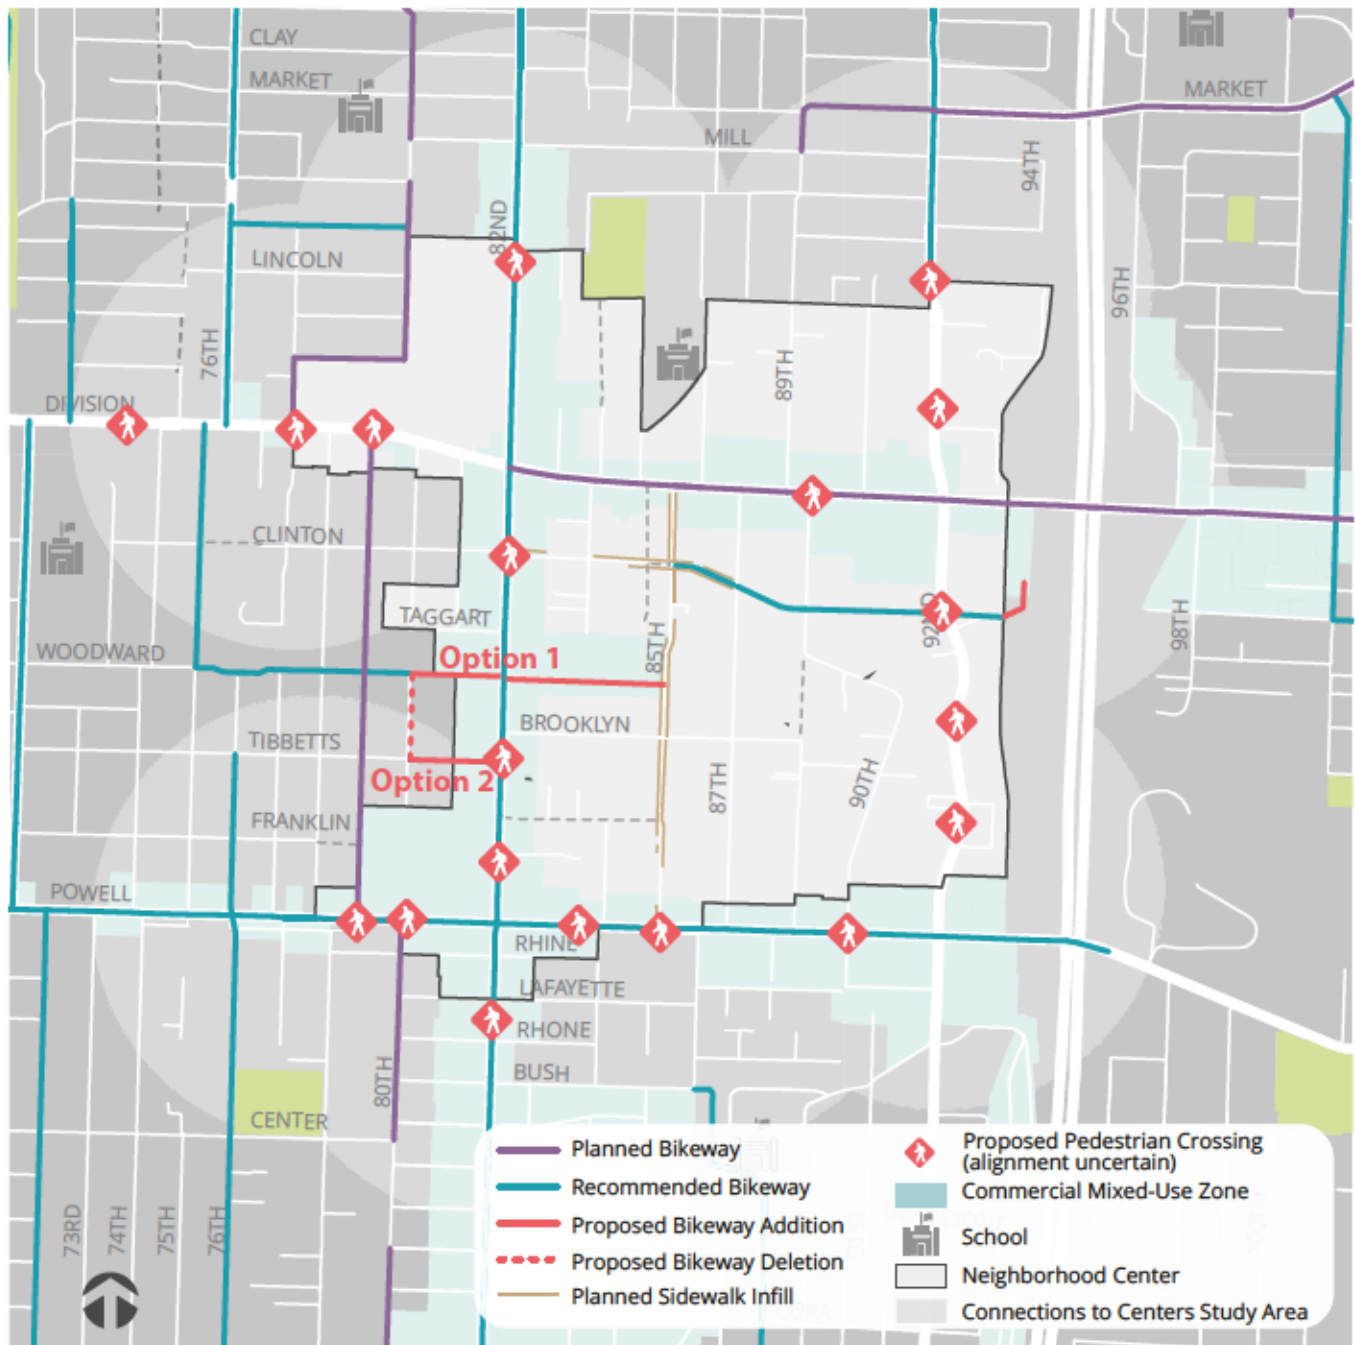 CLAY
MARKET
MARKET
MILL
94TH
82ND
LINCOLN
96TH
76TH
89TH
DIVISION
CLINTON
TAGGART
92ND
98TH
85TH
WOODWARD
Option 1
BROOKLYN
TIBBETTS
Option 2
87TH
90TH
FRANKLIN
POWELL
RHINE
LAFAYETTE
RHONE
BUSH
80TH
CENTER
73RD
74TH
75TH
76TH
Planned Bikeway
Recommended Bikeway
Proposed Bikeway Addition
Proposed Bikeway Deletion
Planned Sidewalk Infill
Proposed Pedestrian Crossing
(alignment uncertain)
Commercial Mixed-Use Zone
School
Neighborhood Center
Connections to Centers Study Area